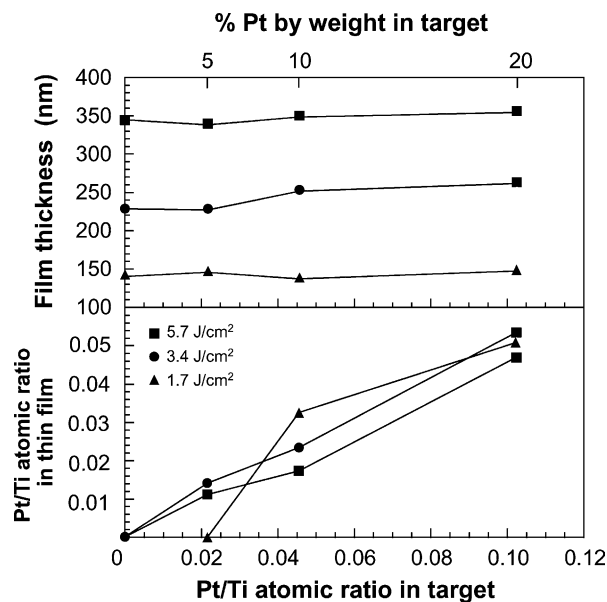 % Pt by weight in target
5 10 20
Film thickness (nm)
400
350
300
250
200
150
100
5.7 J/cm²
3.4 J/cm²
1.7 J/cm²
Pt/Ti atomic ratio
in thin film
0.05
0.04
0.03
0.02
0.01
0 0.02 0.04 0.06 0.08 0.10 0.12
Pt/Ti atomic ratio in target